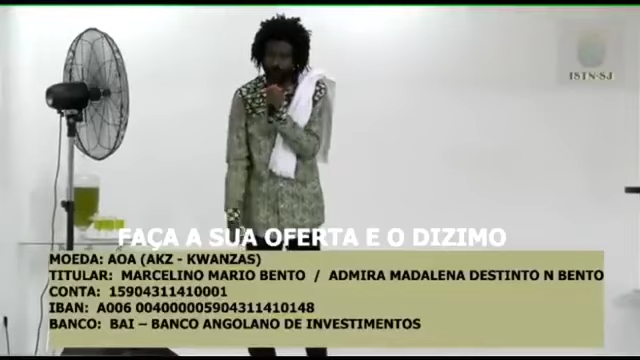 ISTN-SJ
FAÇA A SUA OFERTA E O DIZIMO
MOEDA: AOA (AKZ - KWANZAS)
TITULAR: MARCELINO MARIO BENTO / ADMIRA MADALENA DESTINTO N BENTO
CONTA: 15904311410001
IBAN: A006 004000005904311410148
BANCO: BAI – BANCO ANGOLANO DE INVESTIMENTOS